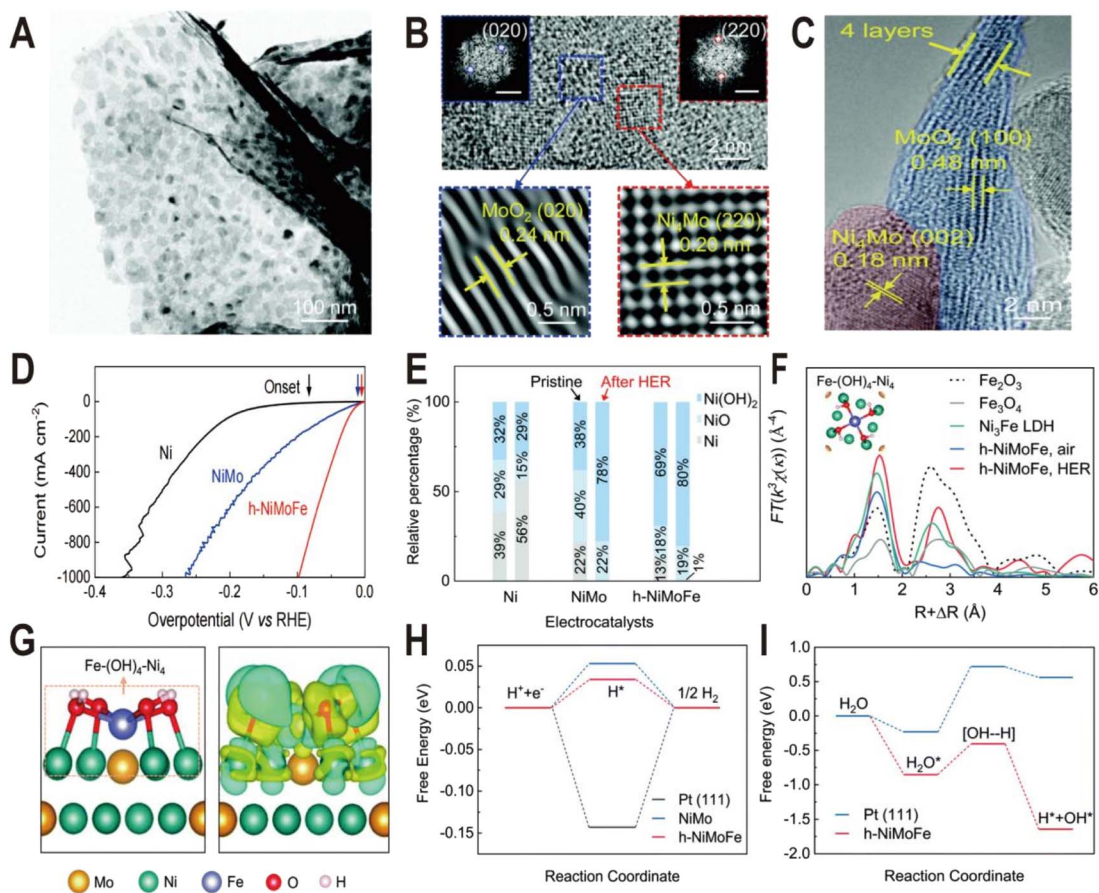 A
100 nm
B
(020)
(220)
2 nm
MoO2 (020)
0.24 nm
0.5 nm
Ni4Mo (220)
0.20 nm
0.5 nm
C
4 layers
MoO2 (100)
0.48 nm
Ni4Mo (002)
0.18 nm
2 nm
D
Onset
Ni
NiMo
h-NiMoFe
Current (mA cm-2)
0
-200
-400
-600
-800
-1000
-0.4 -0.3 -0.2 -0.1 0.0
Overpotential (V vs RHE)
E
Pristine After HER
Relative percentage (%)
100
50
0
32% 29% 38% 78% 69% 80%
29% 15% 40% 18%
39% 56% 22% 22% 13% 19% 1%
Ni(OH)2
NiO
Ni
Ni NiMo h-NiMoFe
Electrocatalysts
F
Fe-(OH)4-Ni4
Fe2O3
Fe3O4
Ni3Fe LDH
h-NiMoFe, air
h-NiMoFe, HER
FT(k3χ(κ)) (Å-4)
0 1 2 3 4 5 6
R+ΔR (Å)
G
Fe-(OH)4-Ni4
Mo Ni Fe O H
H
Free Energy (eV)
0.05
0.00
-0.05
-0.10
-0.15
H++e-
H*
1/2 H2
Pt (111)
NiMo
h-NiMoFe
Reaction Coordinate
I
Free energy (eV)
1.0
0.5
0.0
-0.5
-1.0
-1.5
-2.0
H2O
H2O*
[OH--H]
H*+OH*
Pt (111)
h-NiMoFe
Reaction Coordinate